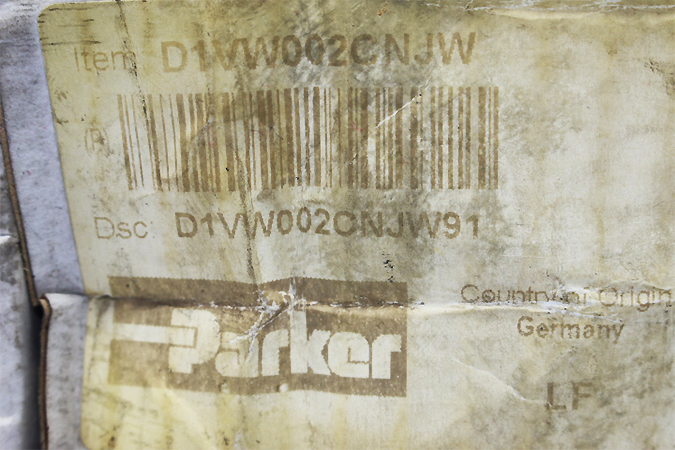 Item D1VW002CNJW
(P)
Dsc: D1VW002CNJW91
Parker
Country of Origin
Germany
LF